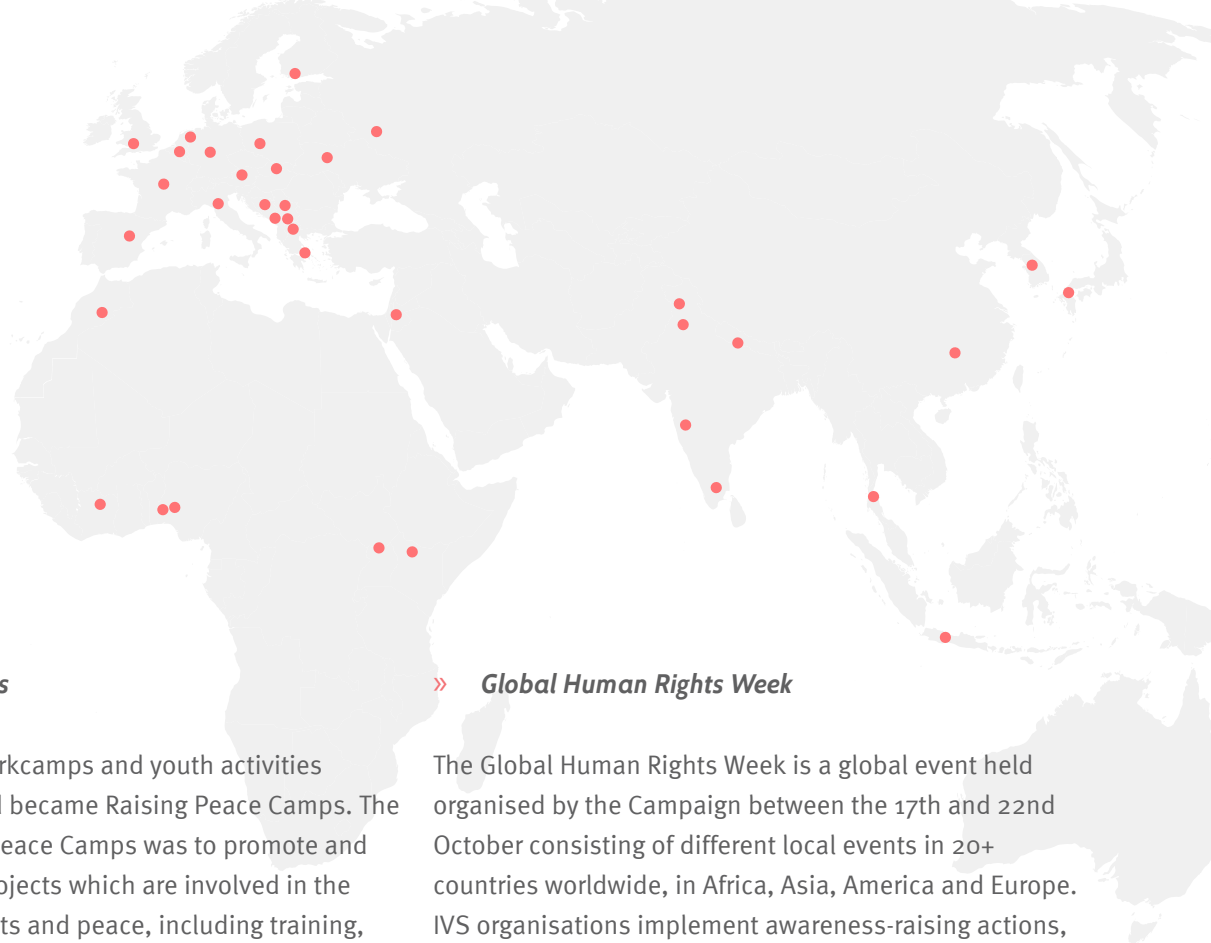 s
rkcamps and youth activities
became Raising Peace Camps. The
eace Camps was to promote and
ojects which are involved in the
ts and peace, including training,
» Global Human Rights Week
The Global Human Rights Week is a global event held
organised by the Campaign between the 17th and 22nd
October consisting of different local events in 20+
countries worldwide, in Africa, Asia, America and Europe.
IVS organisations implement awareness-raising actions,